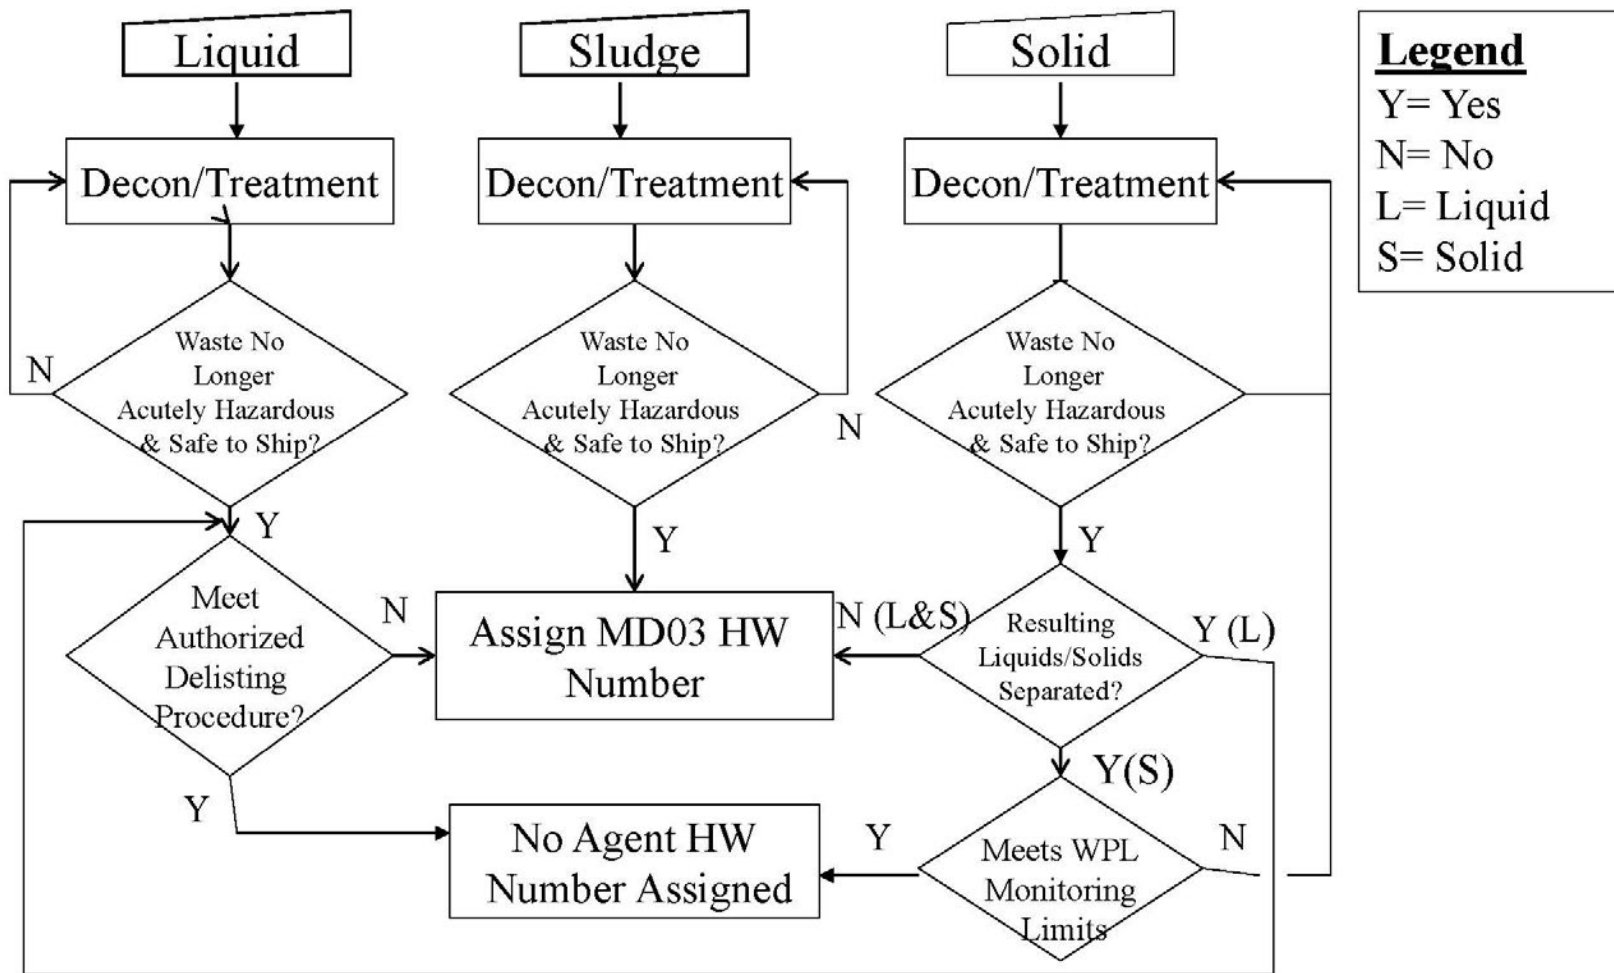 Liquid
Sludge
Solid
Legend
Y= Yes
N= No
L= Liquid
S= Solid
Decon/Treatment
Decon/Treatment
Decon/Treatment
Waste No
Longer
Acutely Hazardous
& Safe to Ship?
N
Waste No
Longer
Acutely Hazardous
& Safe to Ship?
N
Waste No
Longer
Acutely Hazardous
& Safe to Ship?
Y
Y
Y
Meet
Authorized
Delisting
Procedure?
N
Assign MD03 HW
Number
N (L&S)
Resulting
Liquids/Solids
Separated?
Y (L)
Y(S)
Y
No Agent HW
Number Assigned
Y
Meets WPL
Monitoring
Limits
N